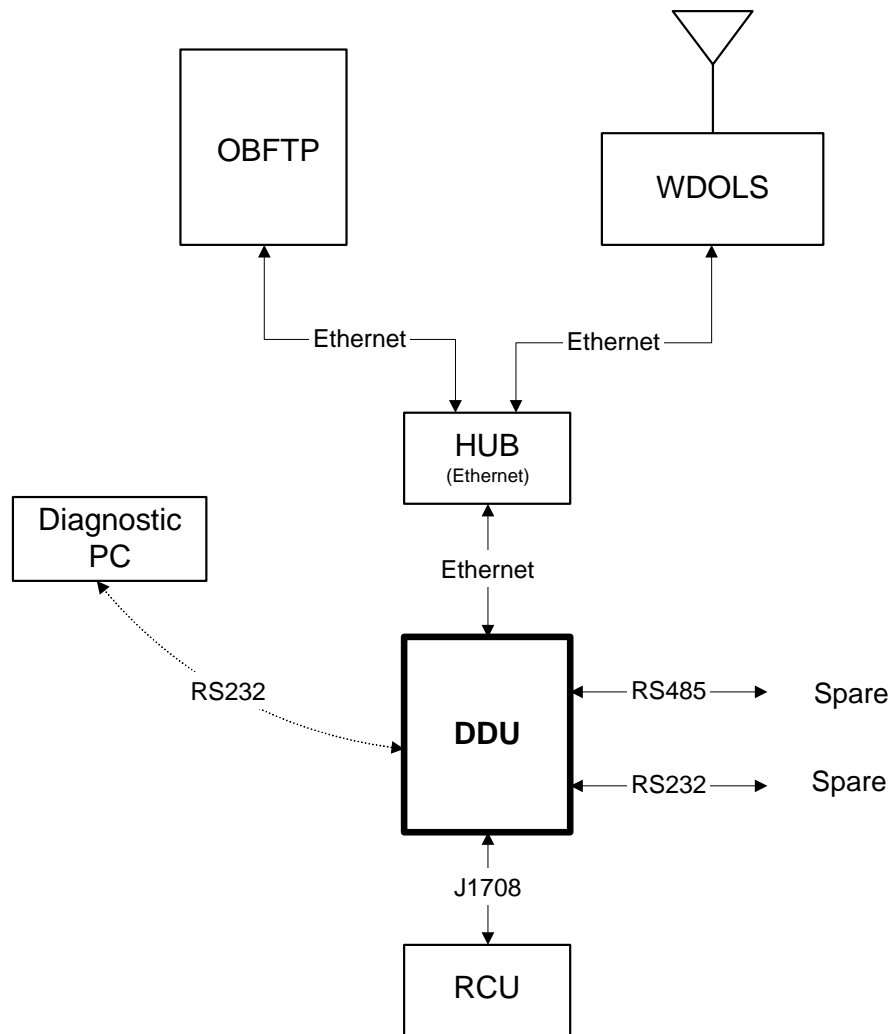 OBFTP
WDOLS
Ethernet
Ethernet
HUB
(Ethernet)
Diagnostic
PC
Ethernet
RS232
RS485
Spare
DDU
RS232
Spare
J1708
RCU